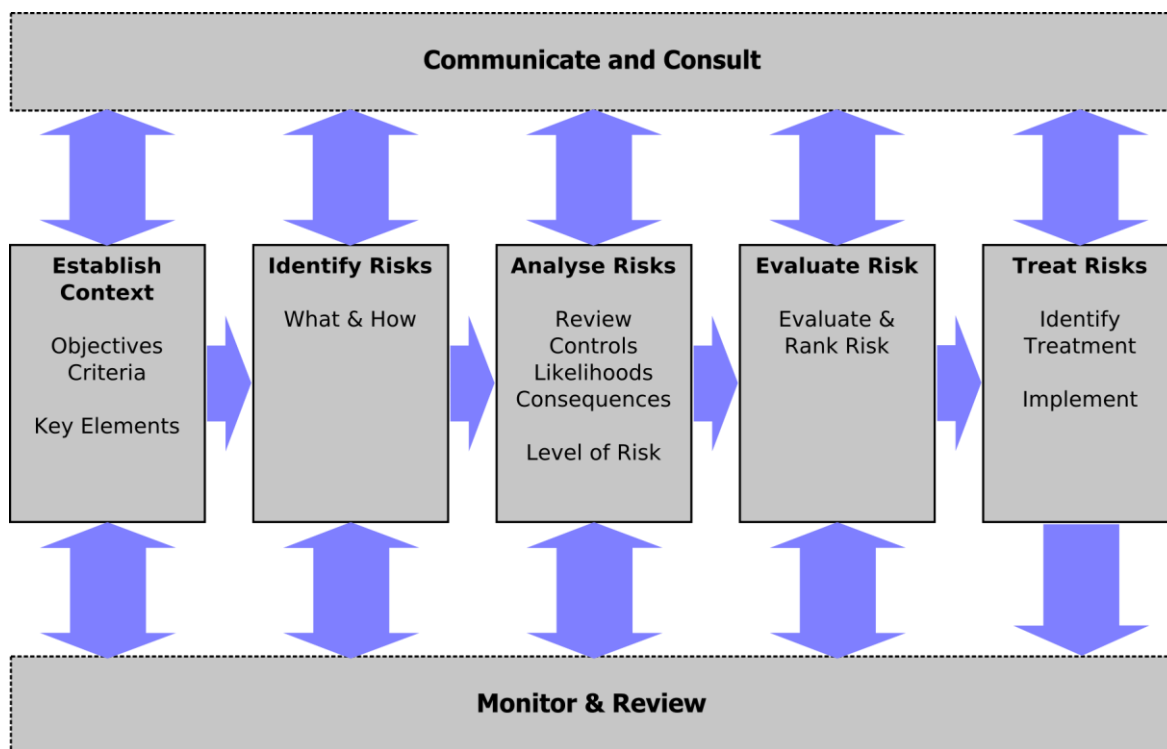 Communicate and Consult
Establish
Context
Objectives
Criteria
Key Elements
Identify Risks
What & How
Analyse Risks
Review
Controls
Likelihoods
Consequences
Level of Risk
Evaluate Risk
Evaluate &
Rank Risk
Treat Risks
Identify
Treatment
Implement
Monitor & Review